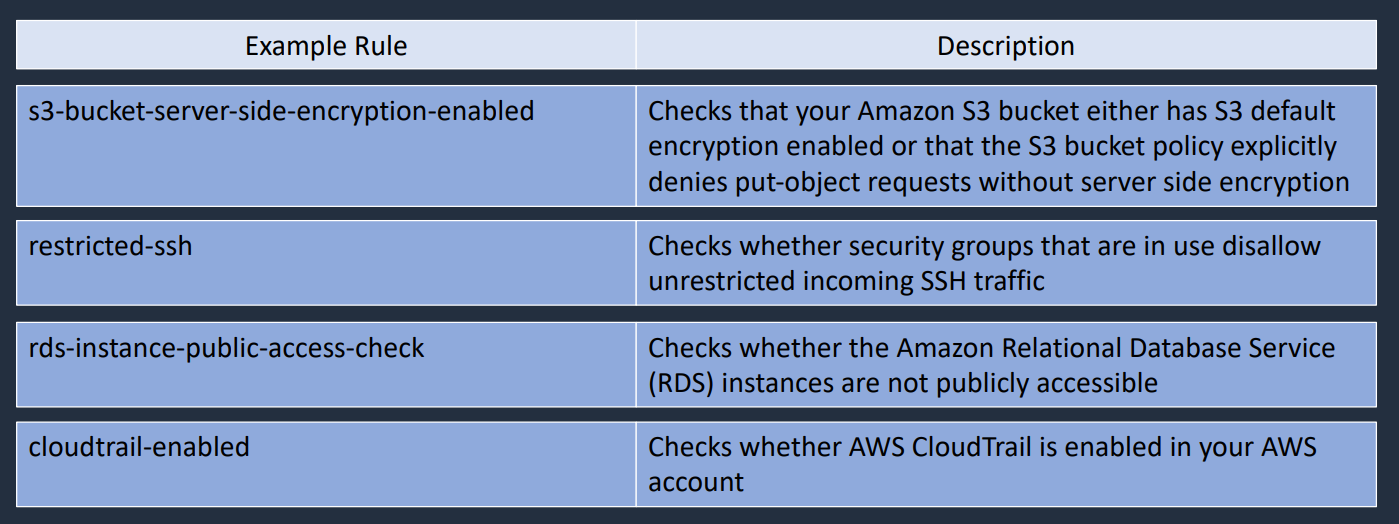 Example Rule
Description
s3-bucket-server-side-encryption-enabled
Checks that your Amazon S3 bucket either has S3 default
encryption enabled or that the S3 bucket policy explicitly
denies put-object requests without server side encryption
restricted-ssh
Checks whether security groups that are in use disallow
unrestricted incoming SSH traffic
rds-instance-public-access-check
Checks whether the Amazon Relational Database Service
(RDS) instances are not publicly accessible
cloudtrail-enabled
Checks whether AWS CloudTrail is enabled in your AWS
account